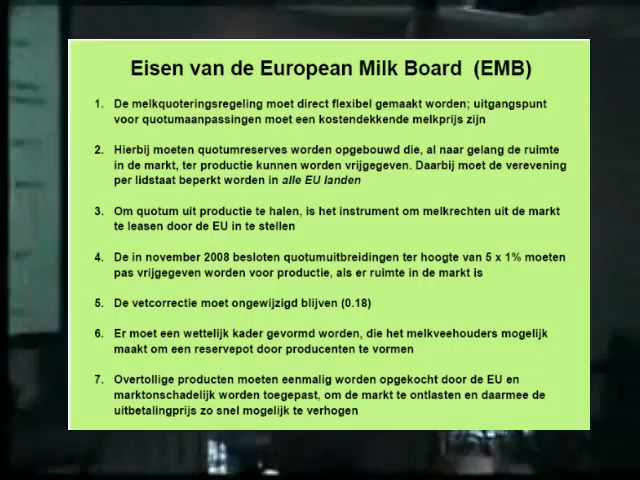 Eisen van de European Milk Board (EMB)
1. De melkquoteringsregeling moet direct flexibel gemaakt worden; uitgangspunt
voor quotumaanpassingen moet een kostendekkende melkprijs zijn
2. Hierbij moeten quotumreserves worden opgebouwd die, al naar gelang de ruimte
in de markt, ter productie kunnen worden vrijgegeven. Daarbij moet de verevening
per lidstaat beperkt worden in alle EU landen
3. Om quotum uit productie te halen, is het instrument om melkrechten uit de markt
te leasen door de EU in te stellen
4. De in november 2008 besloten quotumuitbreidingen ter hoogte van 5 x 1% moeten
pas vrijgegeven worden voor productie, als er ruimte in de markt is
5. De vetcorrectie moet ongewijzigd blijven (0.18)
6. Er moet een wettelijk kader gevormd worden, die het melkveehouders mogelijk
maakt om een reservepot door producenten te vormen
7. Overtollige producten moeten eenmalig worden opgekocht door de EU en
marktonschadelijk worden toegepast, om de markt te ontlasten en daarmee de
uitbetalingprijs zo snel mogelijk te verhogen